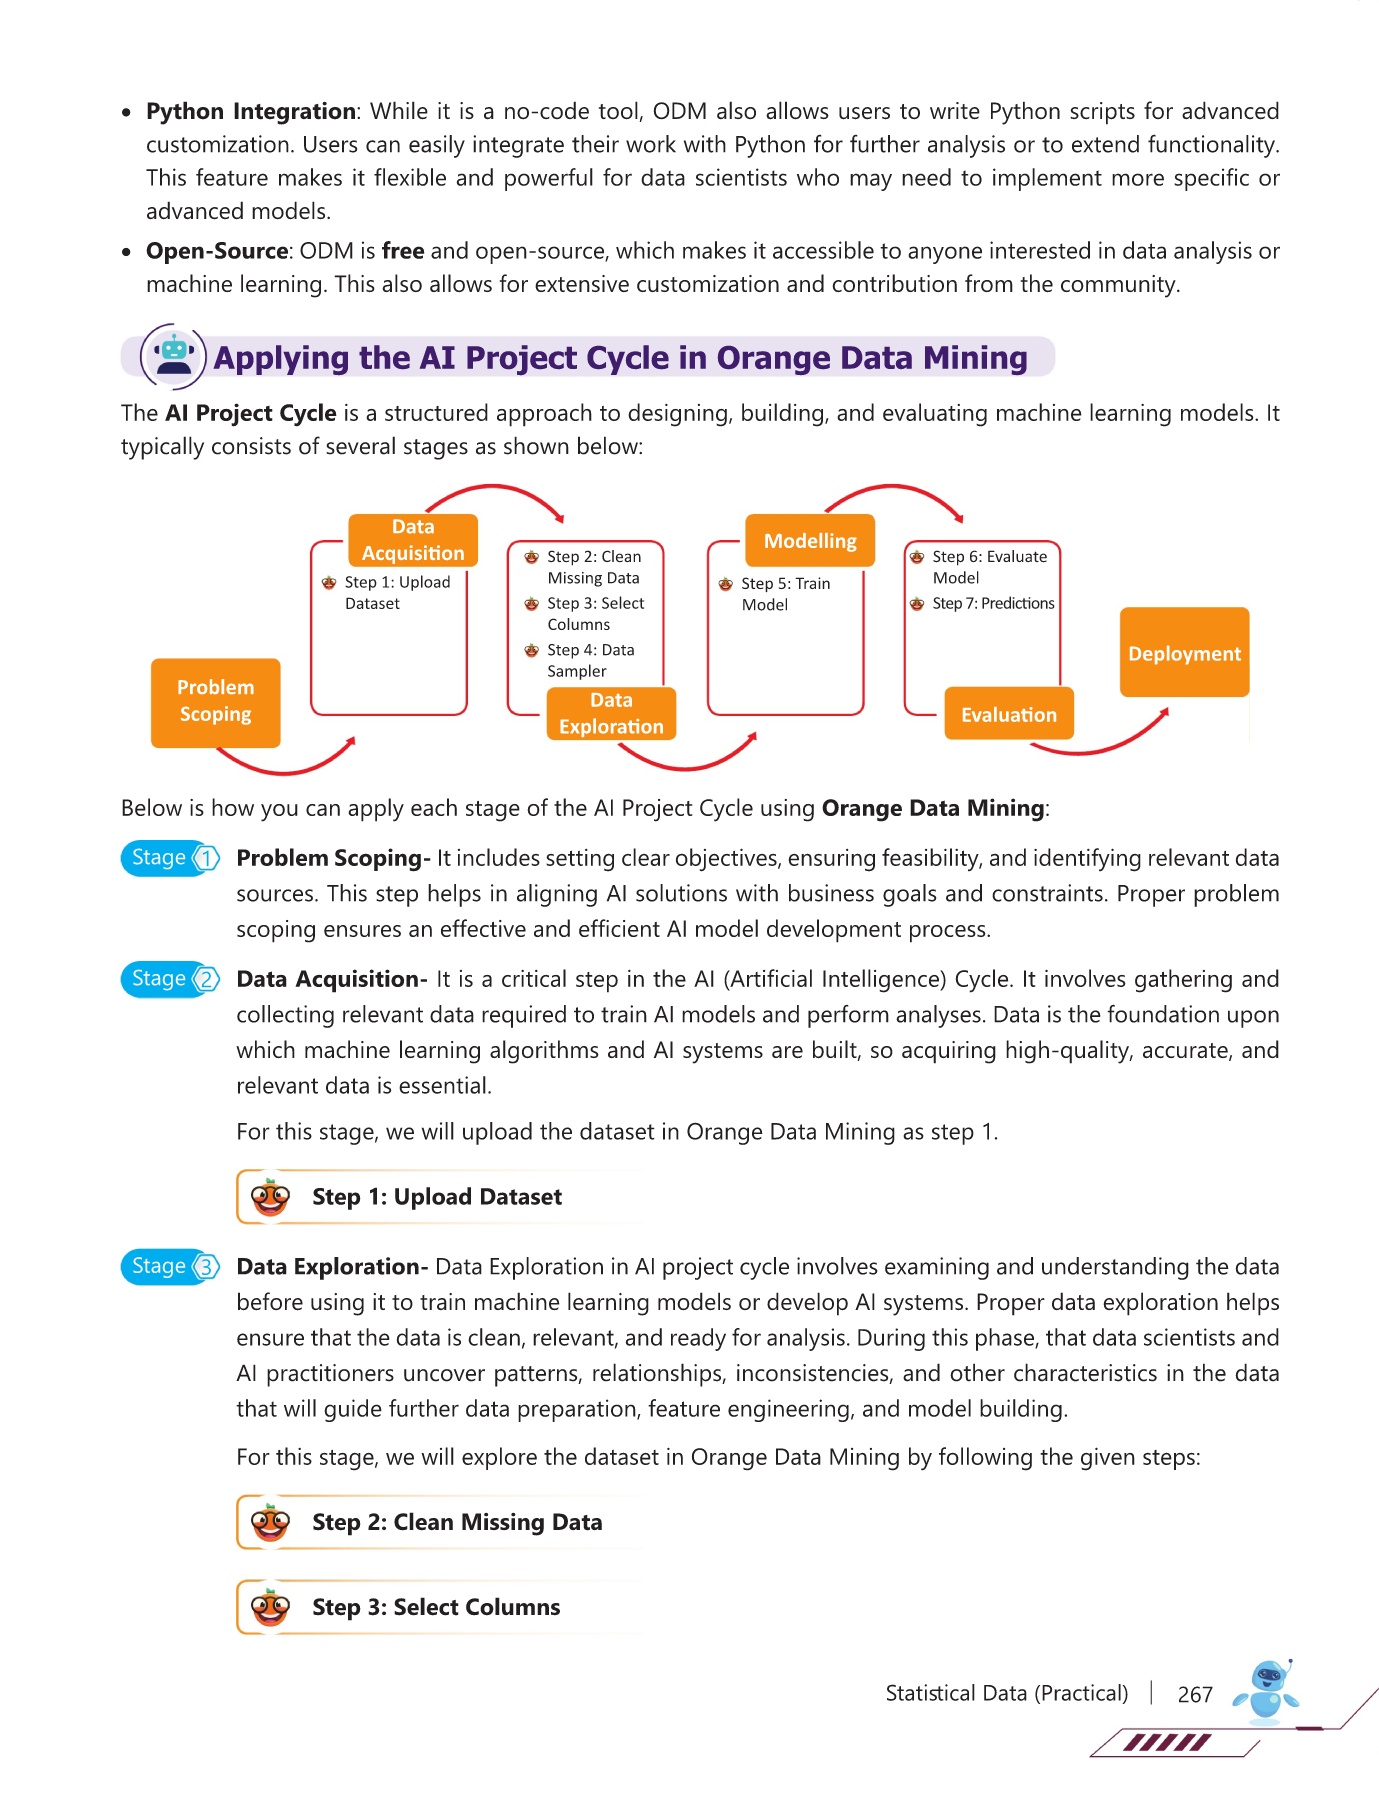 • Python Integration: While it is a no-code tool, ODM also allows users to write Python scripts for advanced
customization. Users can easily integrate their work with Python for further analysis or to extend functionality.
This feature makes it flexible and powerful for data scientists who may need to implement more specific or
advanced models.
• Open-Source: ODM is free and open-source, which makes it accessible to anyone interested in data analysis or
machine learning. This also allows for extensive customization and contribution from the community.
Applying the AI Project Cycle in Orange Data Mining
The AI Project Cycle is a structured approach to designing, building, and evaluating machine learning models. It
typically consists of several stages as shown below:
Problem
Scoping
Data
Acquisition
Step 1: Upload
Dataset
Step 2: Clean
Missing Data
Step 3: Select
Columns
Step 4: Data
Sampler
Data
Exploration
Modelling
Step 5: Train
Model
Step 6: Evaluate
Model
Step 7: Predictions
Evaluation
Deployment
Below is how you can apply each stage of the AI Project Cycle using Orange Data Mining:
Stage 1 Problem Scoping- It includes setting clear objectives, ensuring feasibility, and identifying relevant data
sources. This step helps in aligning AI solutions with business goals and constraints. Proper problem
scoping ensures an effective and efficient AI model development process.
Stage 2 Data Acquisition- It is a critical step in the AI (Artificial Intelligence) Cycle. It involves gathering and
collecting relevant data required to train AI models and perform analyses. Data is the foundation upon
which machine learning algorithms and AI systems are built, so acquiring high-quality, accurate, and
relevant data is essential.
For this stage, we will upload the dataset in Orange Data Mining as step 1.
Step 1: Upload Dataset
Stage 3 Data Exploration- Data Exploration in AI project cycle involves examining and understanding the data
before using it to train machine learning models or develop AI systems. Proper data exploration helps
ensure that the data is clean, relevant, and ready for analysis. During this phase, that data scientists and
AI practitioners uncover patterns, relationships, inconsistencies, and other characteristics in the data
that will guide further data preparation, feature engineering, and model building.
For this stage, we will explore the dataset in Orange Data Mining by following the given steps:
Step 2: Clean Missing Data
Step 3: Select Columns
Statistical Data (Practical) | 267